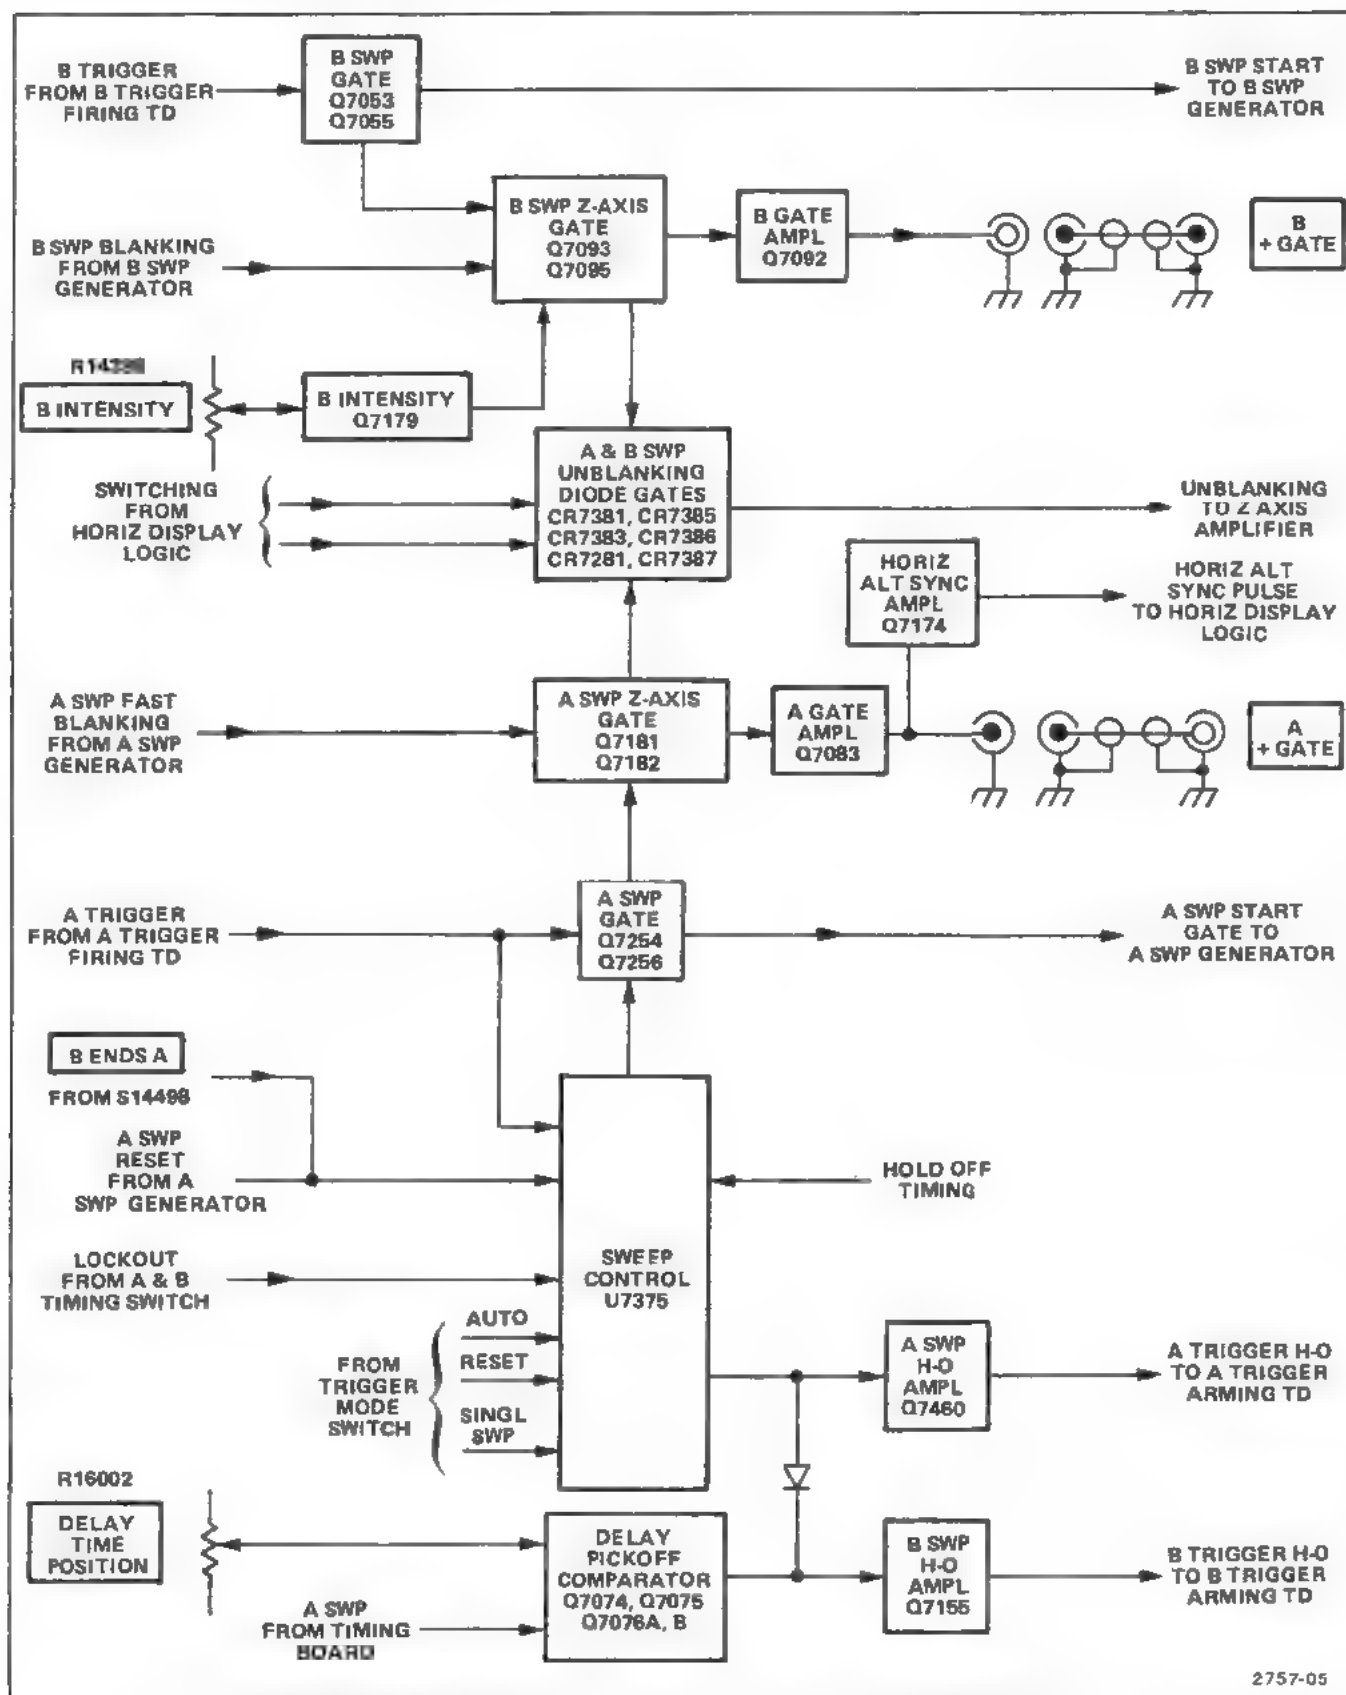 B TRIGGER
FROM B TRIGGER
FIRING TD
B SWP
GATE
Q7053
Q7055
B SWP START
TO B SWP
GENERATOR
B SWP BLANKING
FROM B SWP
GENERATOR
B SWP Z-AXIS
GATE
Q7093
Q7095
B GATE
AMPL
Q7092
B
+ GATE
B INTENSITY
B INTENSITY
Q7179
SWITCHING
FROM
HORIZ DISPLAY
LOGIC
A & B SWP
UNBLANKING
DIODE GATES
CR7381, CR7385
CR7383, CR7386
CR7281, CR7387
UNBLANKING
TO Z AXIS
AMPLIFIER
HORIZ
ALT SYNC
AMPL
Q7174
HORIZ ALT
SYNC PULSE
TO HORIZ DISPLAY
LOGIC
A SWP FAST
BLANKING
FROM A SWP
GENERATOR
A SWP Z-AXIS
GATE
Q7181
Q7182
A GATE
AMPL
Q7083
A
+ GATE
A TRIGGER
FROM A TRIGGER
FIRING TD
A SWP
GATE
Q7254
Q7256
A SWP START
GATE TO
A SWP GENERATOR
B ENDS A
FROM S14498
A SWP
RESET
FROM A
SWP GENERATOR
HOLD OFF
TIMING
LOCKOUT
FROM A & B
TIMING SWITCH
SWEEP
CONTROL
U7375
FROM
TRIGGER
MODE
SWITCH
AUTO
RESET
SINGL
SWP
A SWP
H-O
AMPL
Q7460
A TRIGGER H-O
TO A TRIGGER
ARMING TD
R16002
DELAY
TIME
POSITION
A SWP
FROM TIMING
BOARD
DELAY
PICKOFF
COMPARATOR
Q7074, Q7075
Q7076A, B
B SWP
H-O
AMPL
Q7155
B TRIGGER H-O
TO B TRIGGER
ARMING TD
2757-05